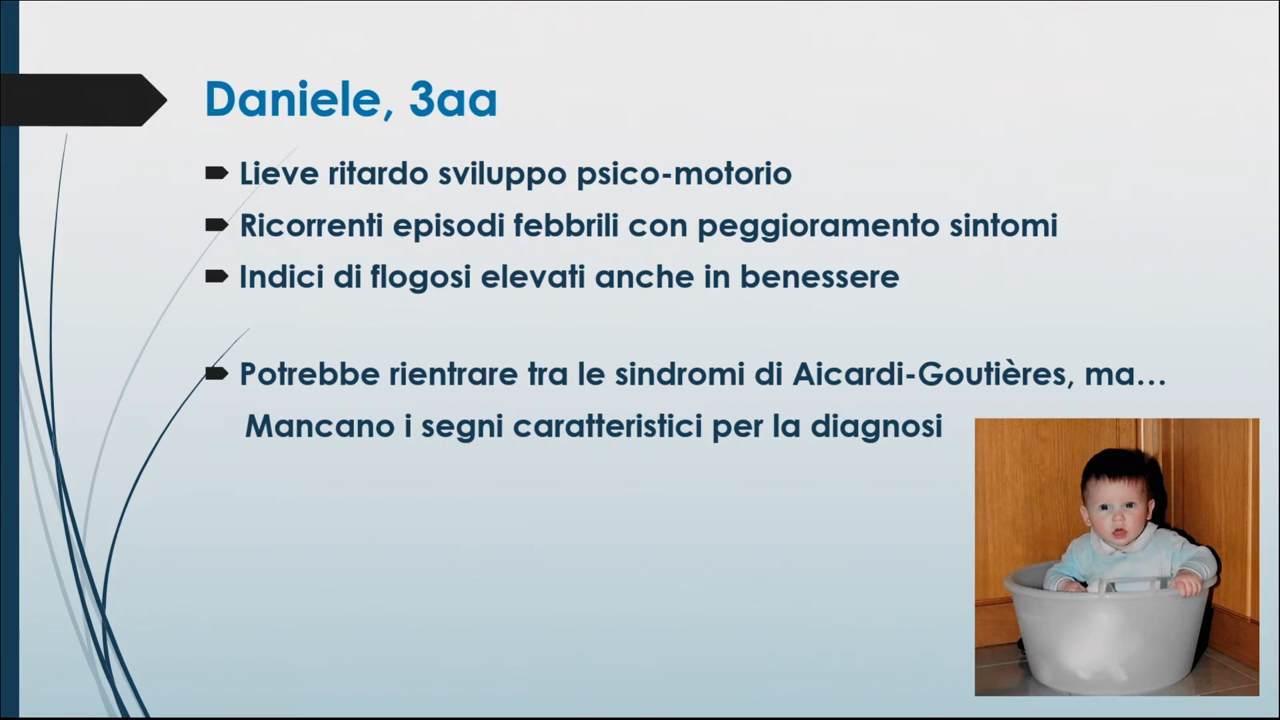 Daniele, 3aa
Lieve ritardo sviluppo psico-motorio
Ricorrenti episodi febbrili con peggioramento sintomi
Indici di flogosi elevati anche in benessere
Potrebbe rientrare tra le sindromi di Aicardi-Goutières, ma…
Mancano i segni caratteristici per la diagnosi